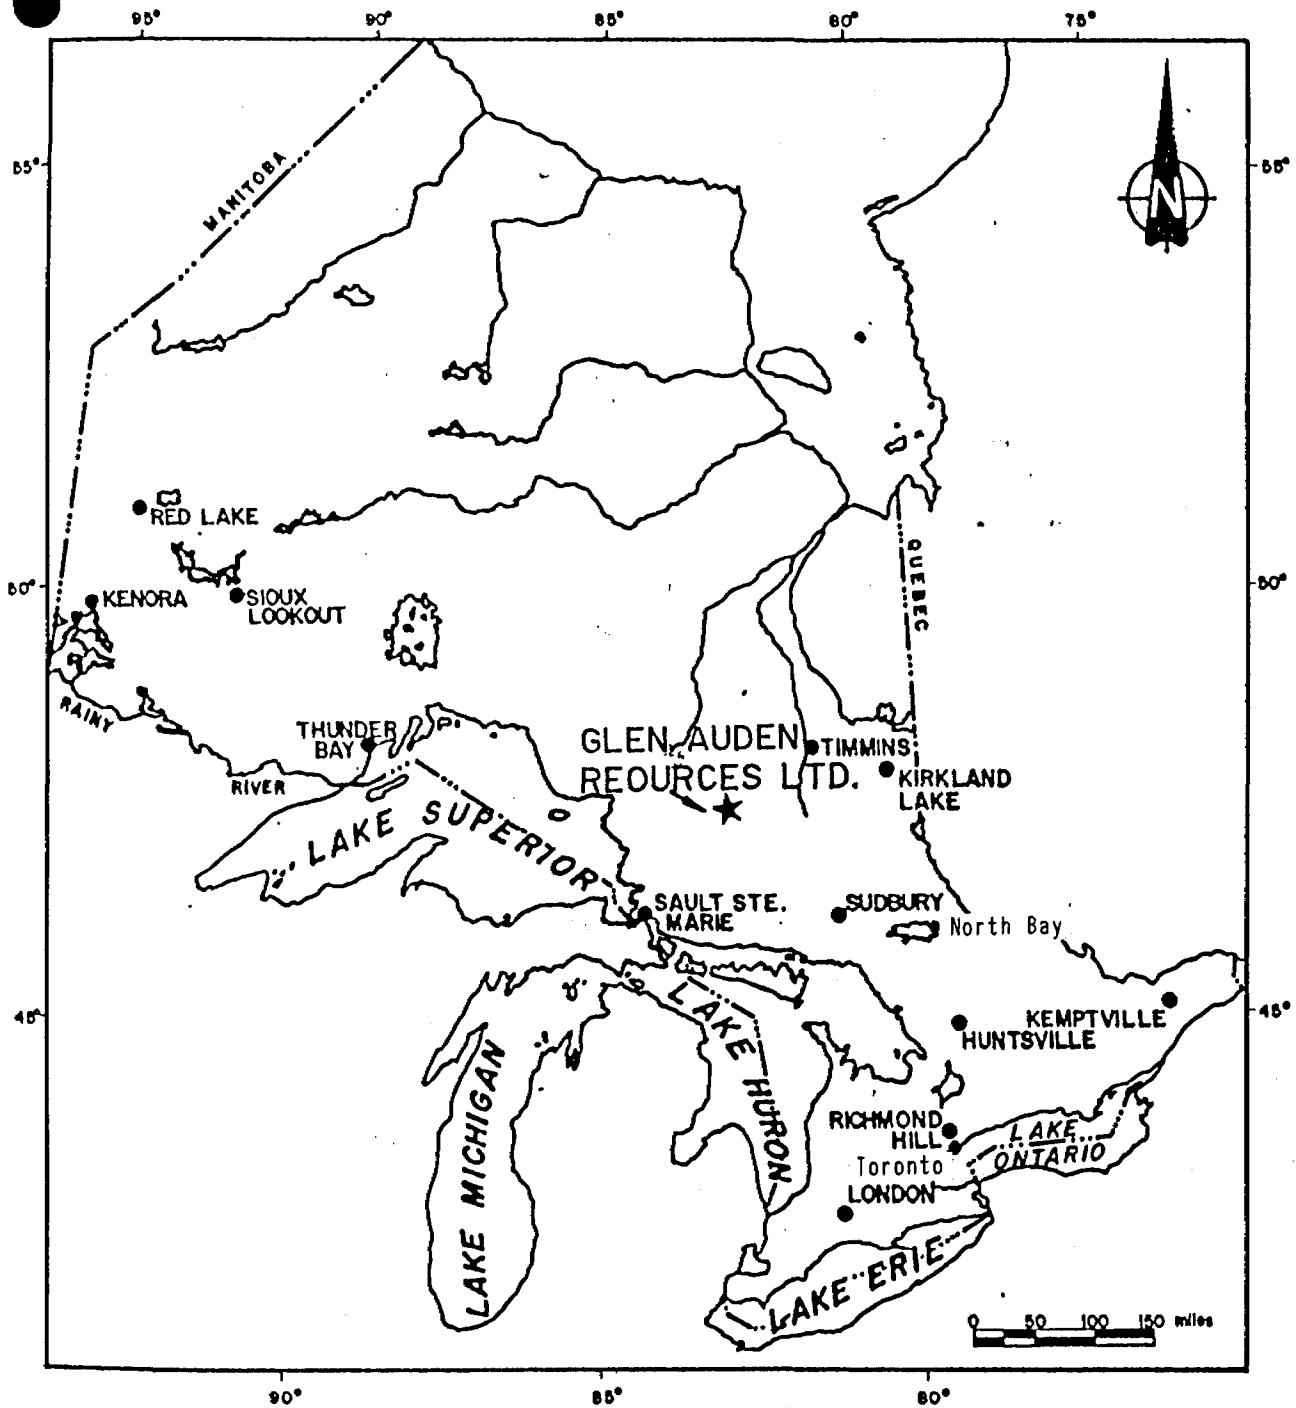 95° 90° 85° 80° 75°
MANITOBA
55° 55°
N
RED LAKE
QUEBEC
50° 50°
KENORA
SIOUX
LOOKOUT
RAINY
RIVER
THUNDER
BAY
GLEN AUDEN
REOURCES LTD.
TIMMINS
KIRKLAND
LAKE
LAKE SUPERIOR
SAULT STE.
MARIE
SUDBURY
North Bay
45° 45°
LAKE HURON
KEMPTVILLE
HUNTSVILLE
LAKE MICHIGAN
RICHMOND
HILL
LAKE
ONTARIO
Toronto
LONDON
LAKE ERIE
0 50 100 150 miles
90° 85° 80°